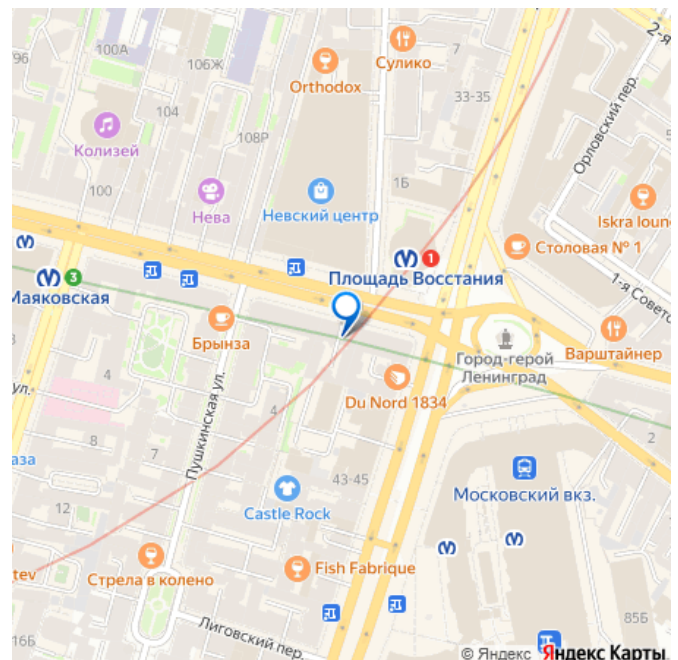 100А
106Ж
7
Сулико
2-я
Orthodox
33-35
Орловский пер.
104
Колизей
108Р
100
1Б
Нева
Невский центр
Iskra loun
Столовая № 1
1
Площадь Восстания
3
Маяковская
1-я Советс
Брынза
Город-герой
Ленинград
Варштайнер
ул.
4
4
Du Nord 1834
Пушкинская ул.
8
7
2
аза
43-45
Московский вкз.
12
Castle Rock
tev
Стрела в колено
Fish Fabrique
Лиговский пер.
16Б
85Б
© Яндекс Яндекс Карты